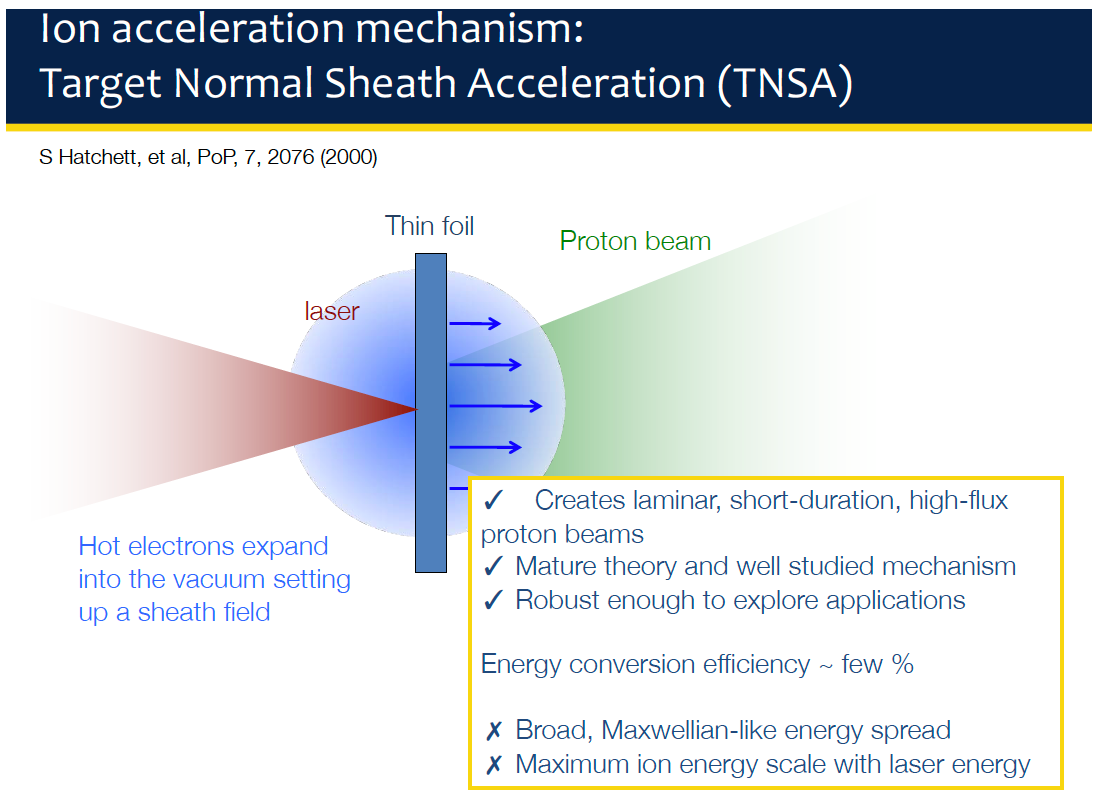 Ion acceleration mechanism:
Target Normal Sheath Acceleration (TNSA)
S Hatchett, et al, PoP, 7, 2076 (2000)
Thin foil
Proton beam
laser
Hot electrons expand
into the vacuum setting
up a sheath field
✓ Creates laminar, short-duration, high-flux
proton beams
✓ Mature theory and well studied mechanism
✓ Robust enough to explore applications
Energy conversion efficiency ~ few %
✗ Broad, Maxwellian-like energy spread
✗ Maximum ion energy scale with laser energy